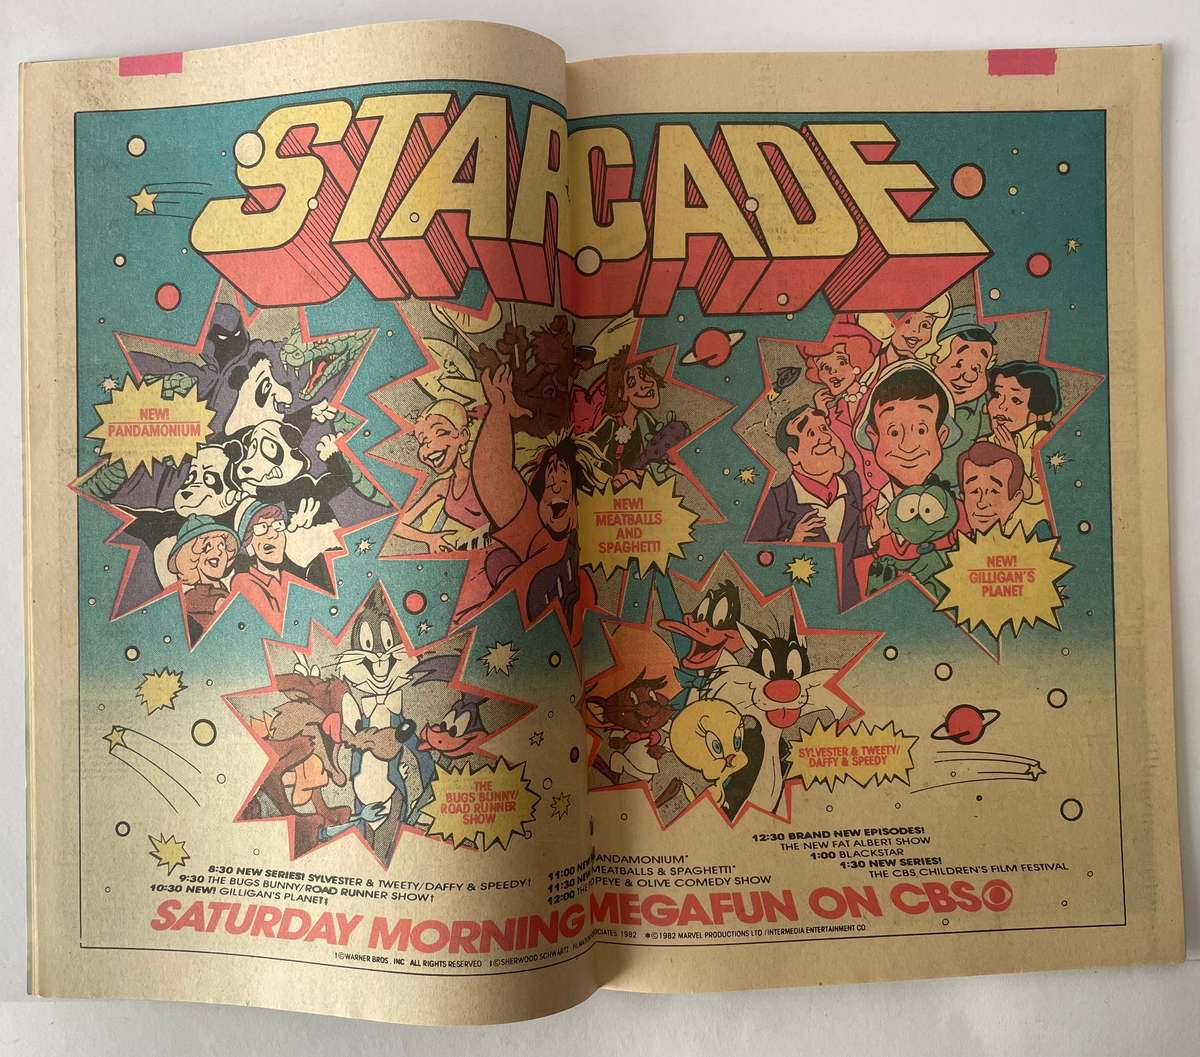 STARCADE
NEW!
PANDAMONIUM
NEW!
MEATBALLS
AND
SPAGHETTI
NEW!
GILLIGAN'S
PLANET
THE
BUGS BUNNY/
ROAD RUNNER
SHOW
SYLVESTER & TWEETY/
DAFFY & SPEEDY
8:30 NEW SERIES! SYLVESTER & TWEETY/DAFFY & SPEEDY†
9:30 THE BUGS BUNNY/ROAD RUNNER SHOW†
10:30 NEW! GILLIGAN'S PLANET‡
11:00 NEW PANDAMONIUM*
11:30 NEW MEATBALLS & SPAGHETTI*
12:00 THE POPEYE & OLIVE COMEDY SHOW
12:30 BRAND NEW EPISODES!
THE NEW FAT ALBERT SHOW
1:00 BLACKSTAR
1:30 NEW SERIES!
THE CBS CHILDREN'S FILM FESTIVAL
SATURDAY MORNING MEGAFUN ON CBS
†©WARNER BROS. INC ALL RIGHTS RESERVED ‡©SHERWOOD SCHWARTZ FILMATION ASSOCIATES, 1982 *©1982 MARVEL PRODUCTIONS LTD / INTERMEDIA ENTERTAINMENT CO.